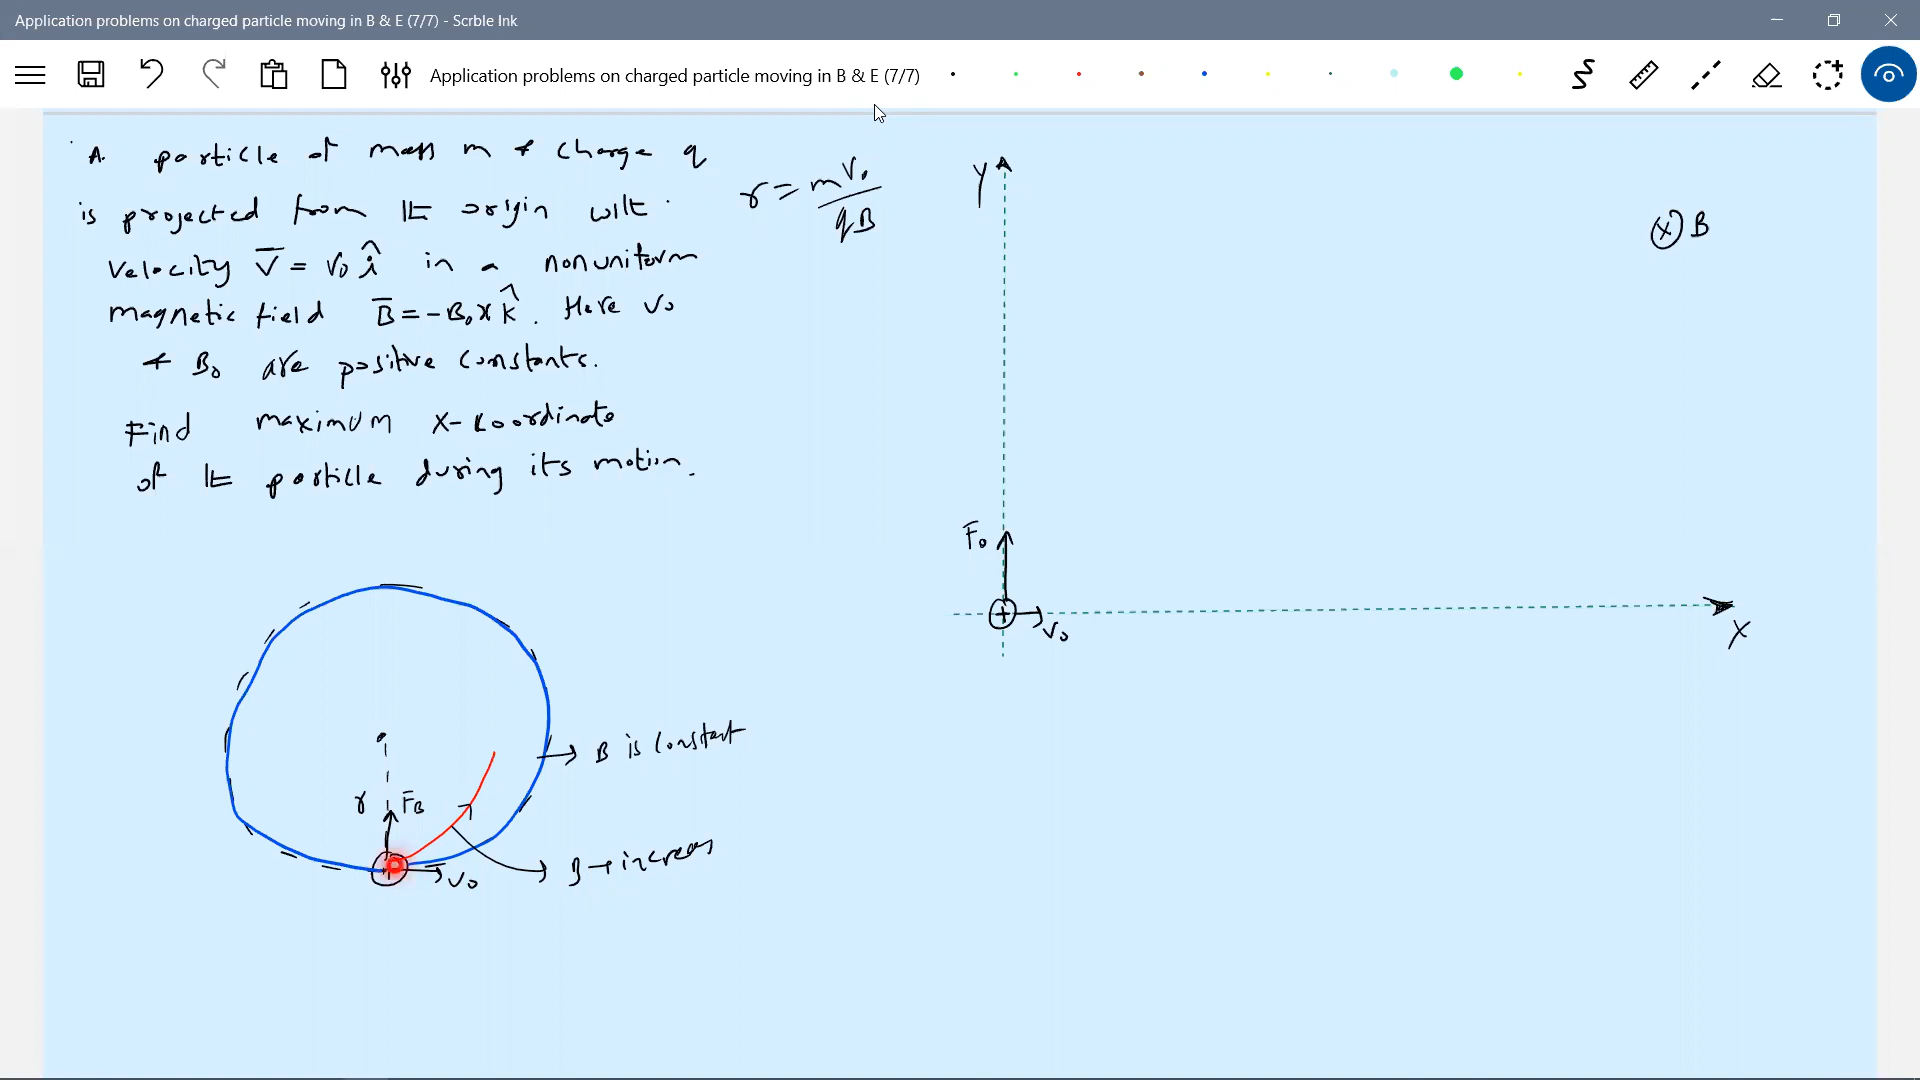 Application problems on charged particle moving in B & E (7/7) - Scrble Ink
Application problems on charged particle moving in B & E (7/7)
A. particle of mass m & charge q
is projected from the origin with
velocity V̅ = v₀ î in a nonuniform
magnetic field B̅ = -B₀x k̂. Here v₀
& B₀ are positive constants.
Find maximum x-coordinate
of the particle during its motion.
r = mv₀/qB
Y
⊗ B
F₀
v₀
X
B is constant
r F_B
v₀
B → increases